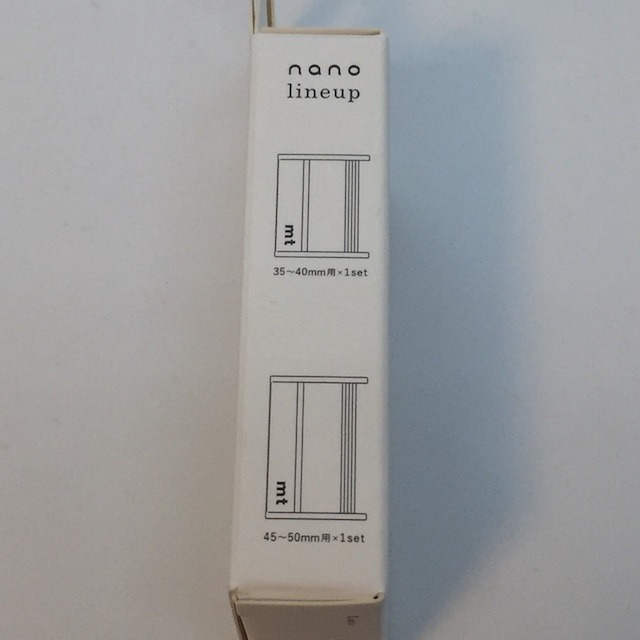 nano
lineup
mt
35～40mm用×1set
mt
45～50mm用×1set